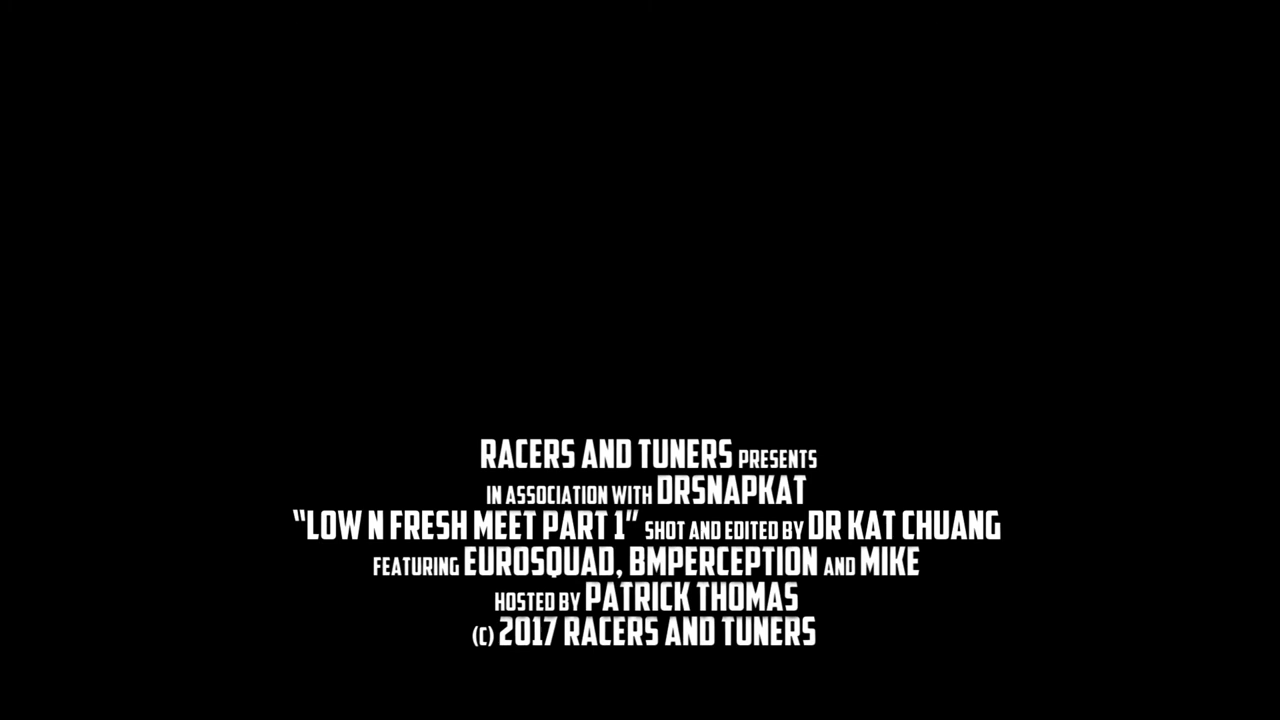 RACERS AND TUNERS PRESENTS
IN ASSOCIATION WITH DRSNAPKAT
“LOW N FRESH MEET PART 1” SHOT AND EDITED BY DR KAT CHUANG
FEATURING EUROSQUAD, BMPERCEPTION AND MIKE
HOSTED BY PATRICK THOMAS
(C) 2017 RACERS AND TUNERS